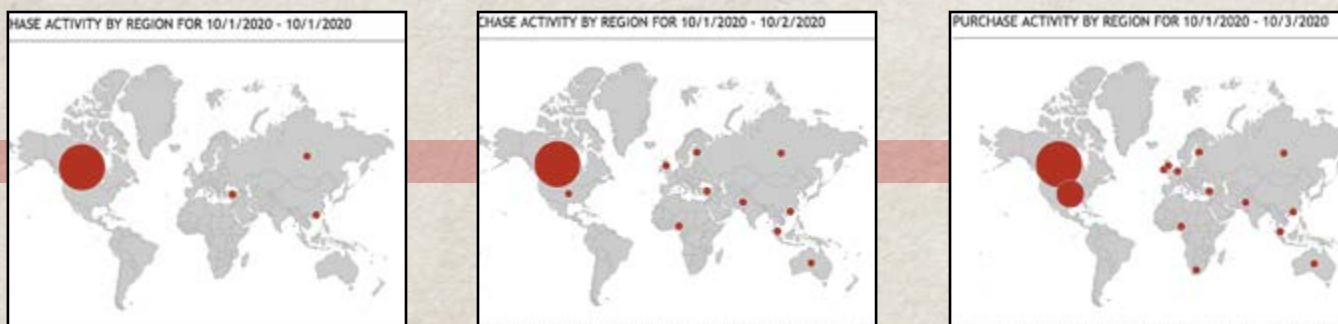 HASE ACTIVITY BY REGION FOR 10/1/2020 - 10/1/2020
CHASE ACTIVITY BY REGION FOR 10/1/2020 - 10/2/2020
PURCHASE ACTIVITY BY REGION FOR 10/1/2020 - 10/3/2020